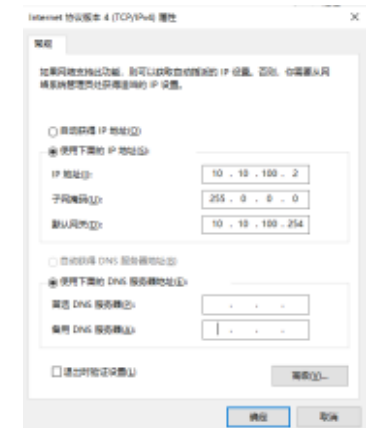 Internet 协议版本 4 (TCP/IPv4) 属性
常规
如果网络支持此功能，则可以获取自动指派的 IP 设置。否则，你需要从网
络系统管理员处获得适当的 IP 设置。
自动获得 IP 地址(O)
使用下面的 IP 地址(S):
IP 地址(I): 10 . 10 . 100 . 2
子网掩码(U): 255 . 0 . 0 . 0
默认网关(D): 10 . 10 . 100 . 254
自动获得 DNS 服务器地址(B)
使用下面的 DNS 服务器地址(E):
首选 DNS 服务器(P): . . .
备用 DNS 服务器(A): . . .
退出时验证设置(L)
高级(V)...
确定 取消